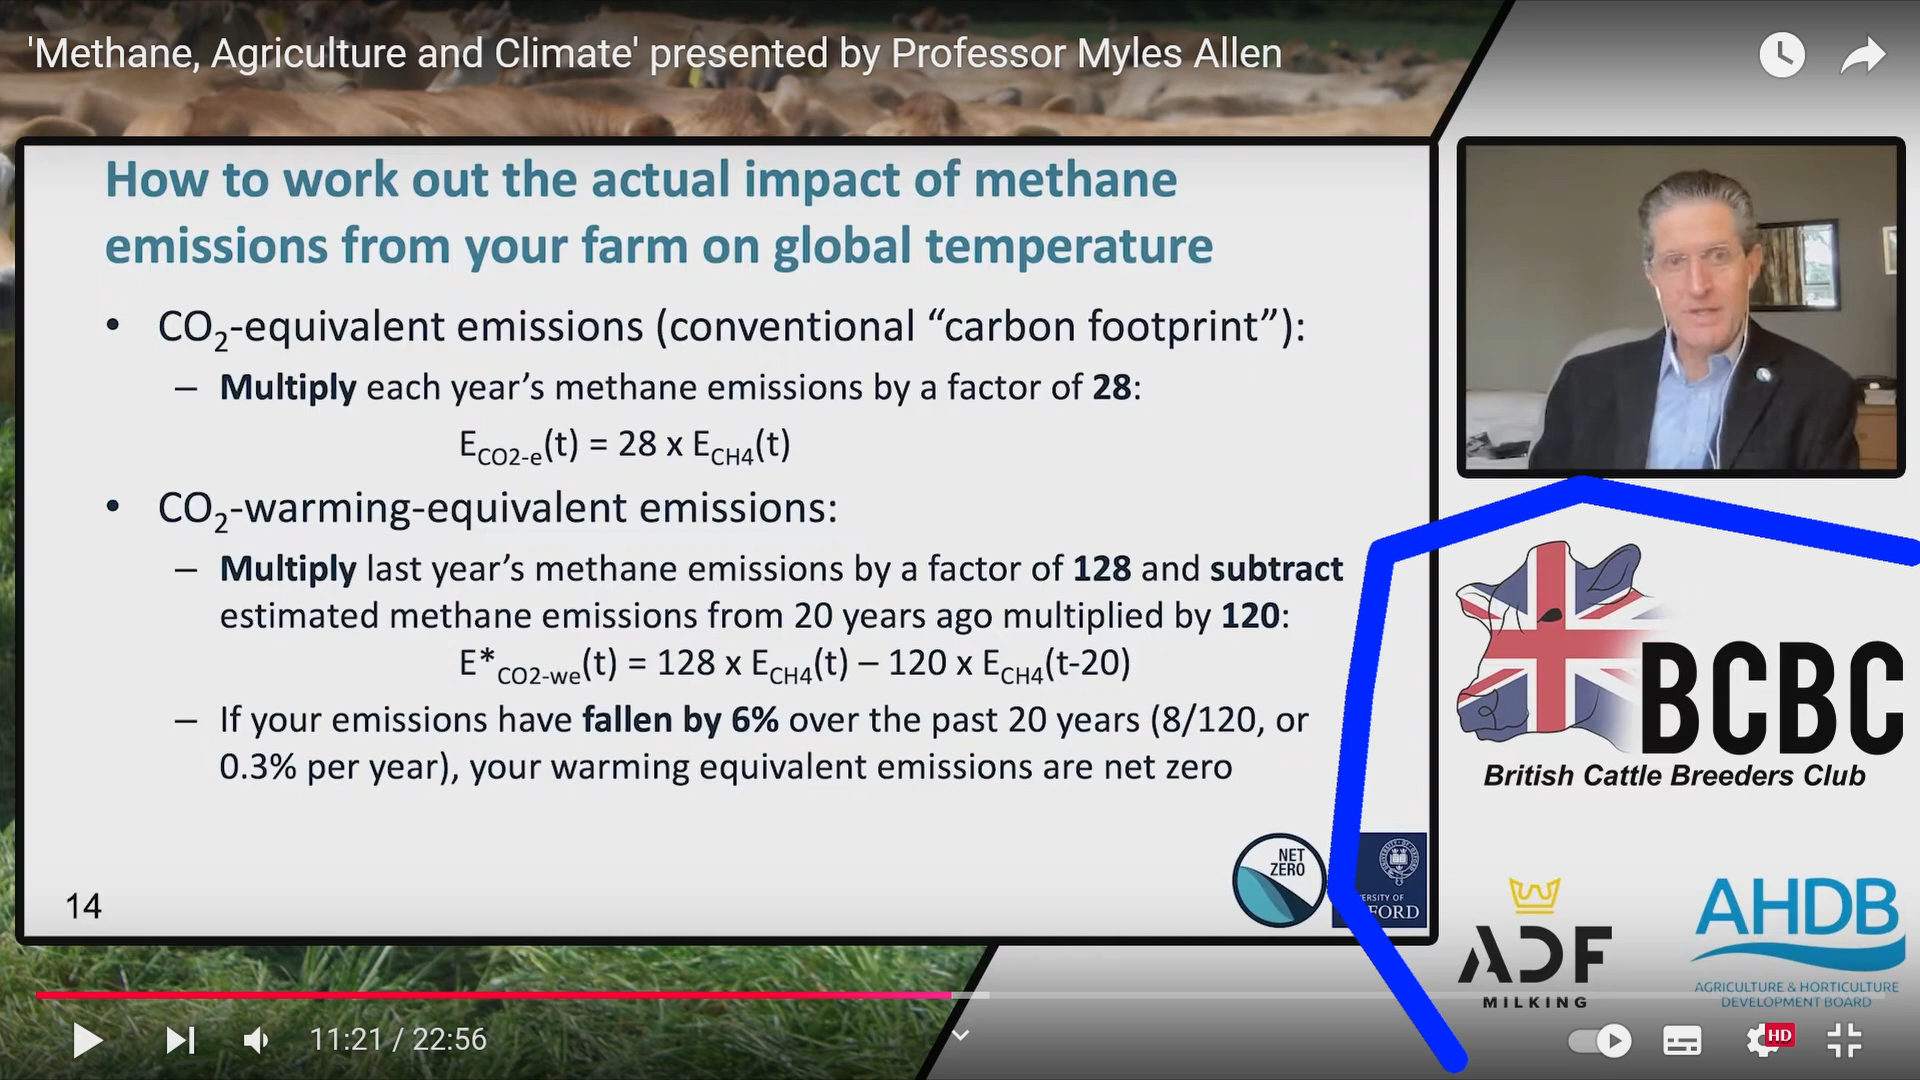 'Methane, Agriculture and Climate' presented by Professor Myles Allen
How to work out the actual impact of methane
emissions from your farm on global temperature
• CO₂-equivalent emissions (conventional “carbon footprint”):
– Multiply each year’s methane emissions by a factor of 28:
E_CO2-e(t) = 28 x E_CH4(t)
• CO₂-warming-equivalent emissions:
– Multiply last year’s methane emissions by a factor of 128 and subtract
estimated methane emissions from 20 years ago multiplied by 120:
E*_CO2-we(t) = 128 x E_CH4(t) – 120 x E_CH4(t-20)
– If your emissions have fallen by 6% over the past 20 years (8/120, or
0.3% per year), your warming equivalent emissions are net zero
14
NET
ZERO
BCBC
British Cattle Breeders Club
ADF
MILKING
AHDB
AGRICULTURE & HORTICULTURE
DEVELOPMENT BOARD
11:21 / 22:56
HD